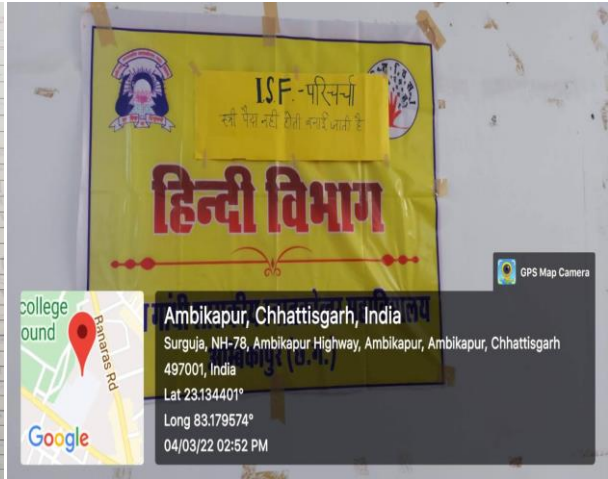 ISF.-परिचर्चा
स्त्री पैदा नही होती बनाई जाती है
हिन्दी विभाग
गांधी
GPS Map Camera
college
ound
Banaras Rd
Google
Ambikapur, Chhattisgarh, India
Surguja, NH-78, Ambikapur Highway, Ambikapur, Ambikapur, Chhattisgarh
497001, India
Lat 23.134401°
Long 83.179574°
04/03/22 02:52 PM